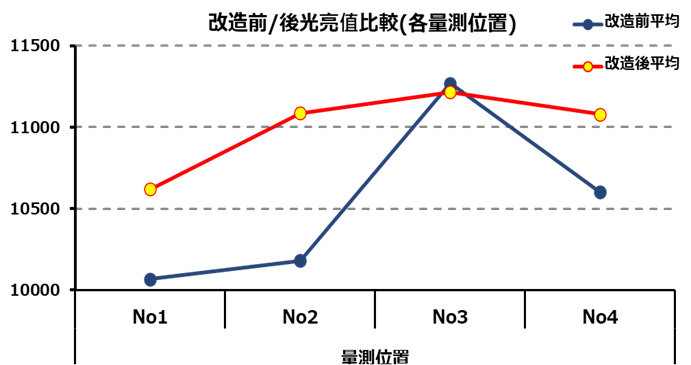 改造前/後光亮值比較(各量測位置)
改造前平均
改造後平均
11500
11000
10500
10000
No1
No2
No3
No4
量測位置